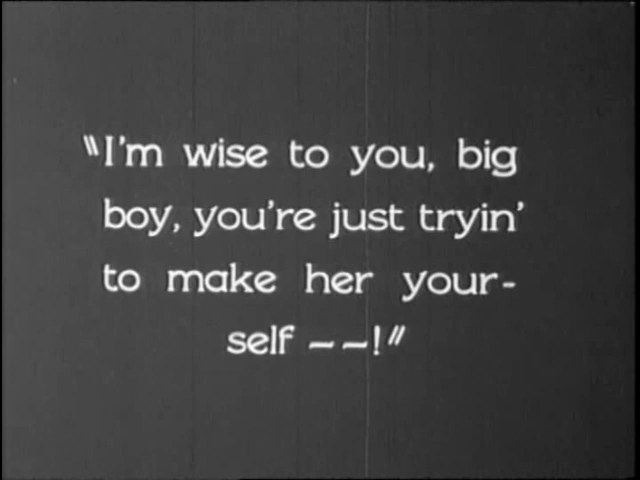 "I'm wise to you, big
boy, you're just tryin'
to make her your-
self — —!"